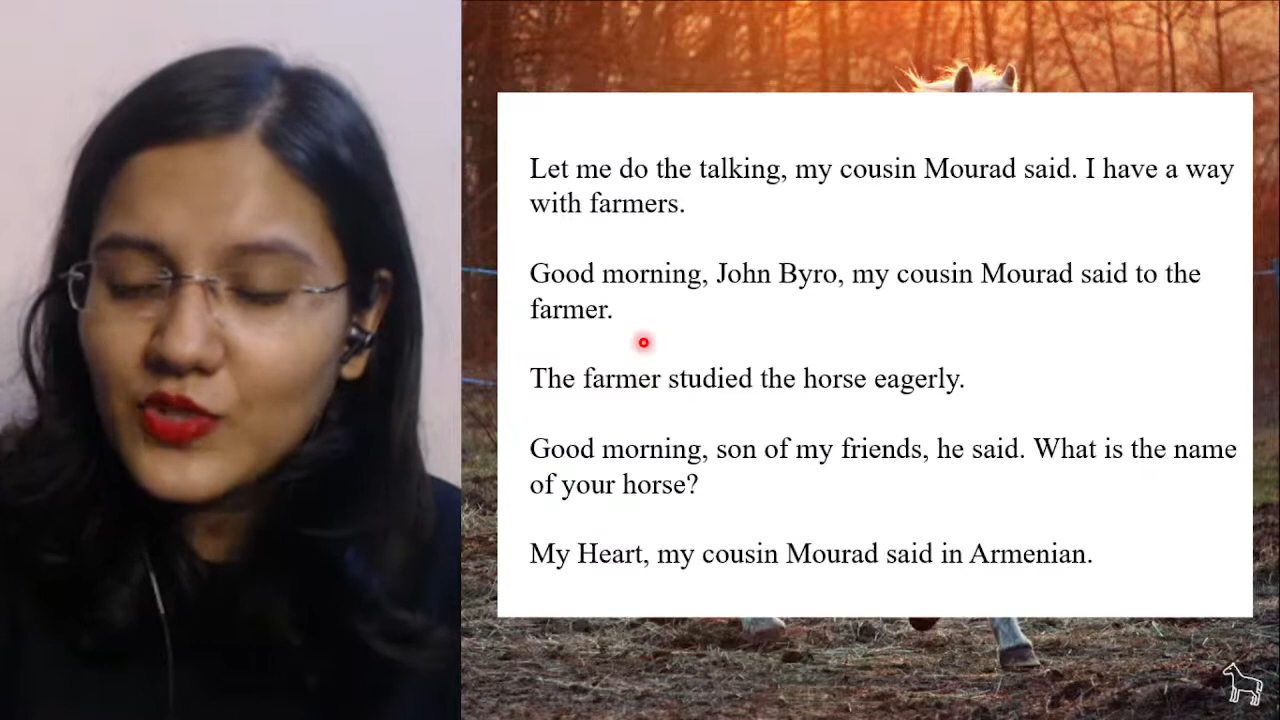 Let me do the talking, my cousin Mourad said. I have a way
with farmers.
Good morning, John Byro, my cousin Mourad said to the
farmer.
The farmer studied the horse eagerly.
Good morning, son of my friends, he said. What is the name
of your horse?
My Heart, my cousin Mourad said in Armenian.